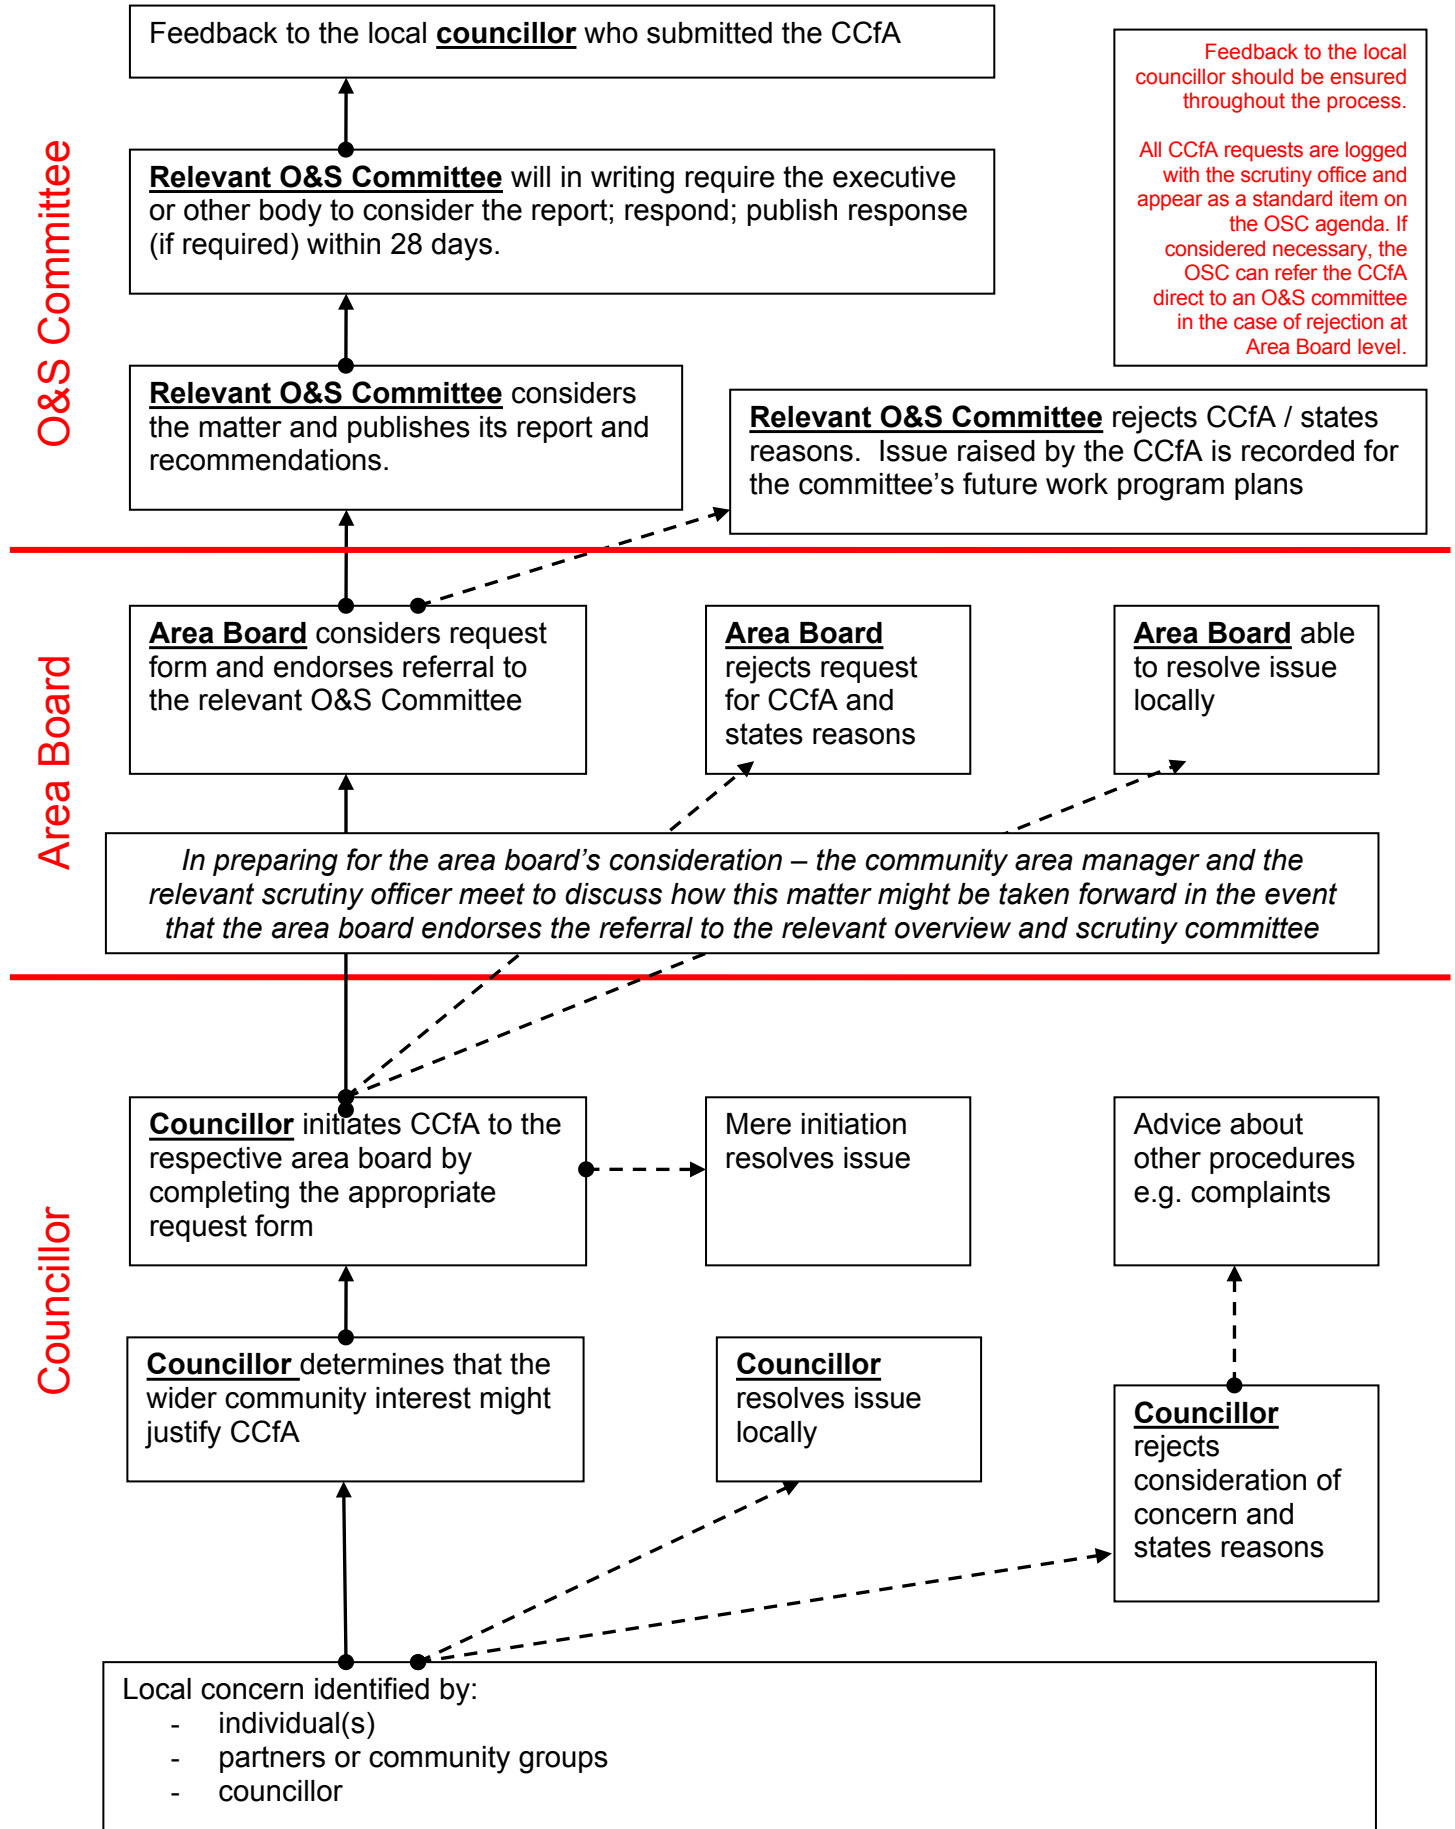 Feedback to the local councillor who submitted the CCfA
Feedback to the local
councillor should be ensured
throughout the process.
All CCfA requests are logged
with the scrutiny office and
appear as a standard item on
the OSC agenda. If
considered necessary, the
OSC can refer the CCfA
direct to an O&S committee
in the case of rejection at
Area Board level.
O&S Committee
Relevant O&S Committee will in writing require the executive
or other body to consider the report; respond; publish response
(if required) within 28 days.
Relevant O&S Committee considers
the matter and publishes its report and
recommendations.
Relevant O&S Committee rejects CCfA / states
reasons.  Issue raised by the CCfA is recorded for
the committee’s future work program plans
Area Board
Area Board considers request
form and endorses referral to
the relevant O&S Committee
Area Board
rejects request
for CCfA and
states reasons
Area Board able
to resolve issue
locally
In preparing for the area board’s consideration – the community area manager and the
relevant scrutiny officer meet to discuss how this matter might be taken forward in the event
that the area board endorses the referral to the relevant overview and scrutiny committee
Councillor
Councillor initiates CCfA to the
respective area board by
completing the appropriate
request form
Mere initiation
resolves issue
Advice about
other procedures
e.g. complaints
Councillor determines that the
wider community interest might
justify CCfA
Councillor
resolves issue
locally
Councillor
rejects
consideration of
concern and
states reasons
Local concern identified by:
- individual(s)
- partners or community groups
- councillor